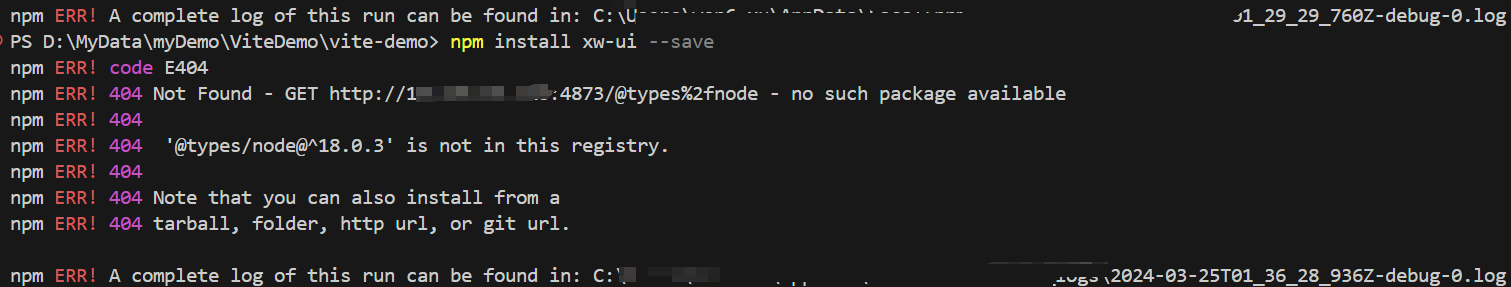 npm ERR! A complete log of this run can be found in: C:\U 01_29_29_760Z-debug-0.log
PS D:\MyData\myDemo\ViteDemo\vite-demo> npm install xw-ui --save
npm ERR! code E404
npm ERR! 404 Not Found - GET http://1 :4873/@types%2fnode - no such package available
npm ERR! 404
npm ERR! 404  '@types/node@^18.0.3' is not in this registry.
npm ERR! 404
npm ERR! 404 Note that you can also install from a
npm ERR! 404 tarball, folder, http url, or git url.
npm ERR! A complete log of this run can be found in: C:\ logs\2024-03-25T01_36_28_936Z-debug-0.log